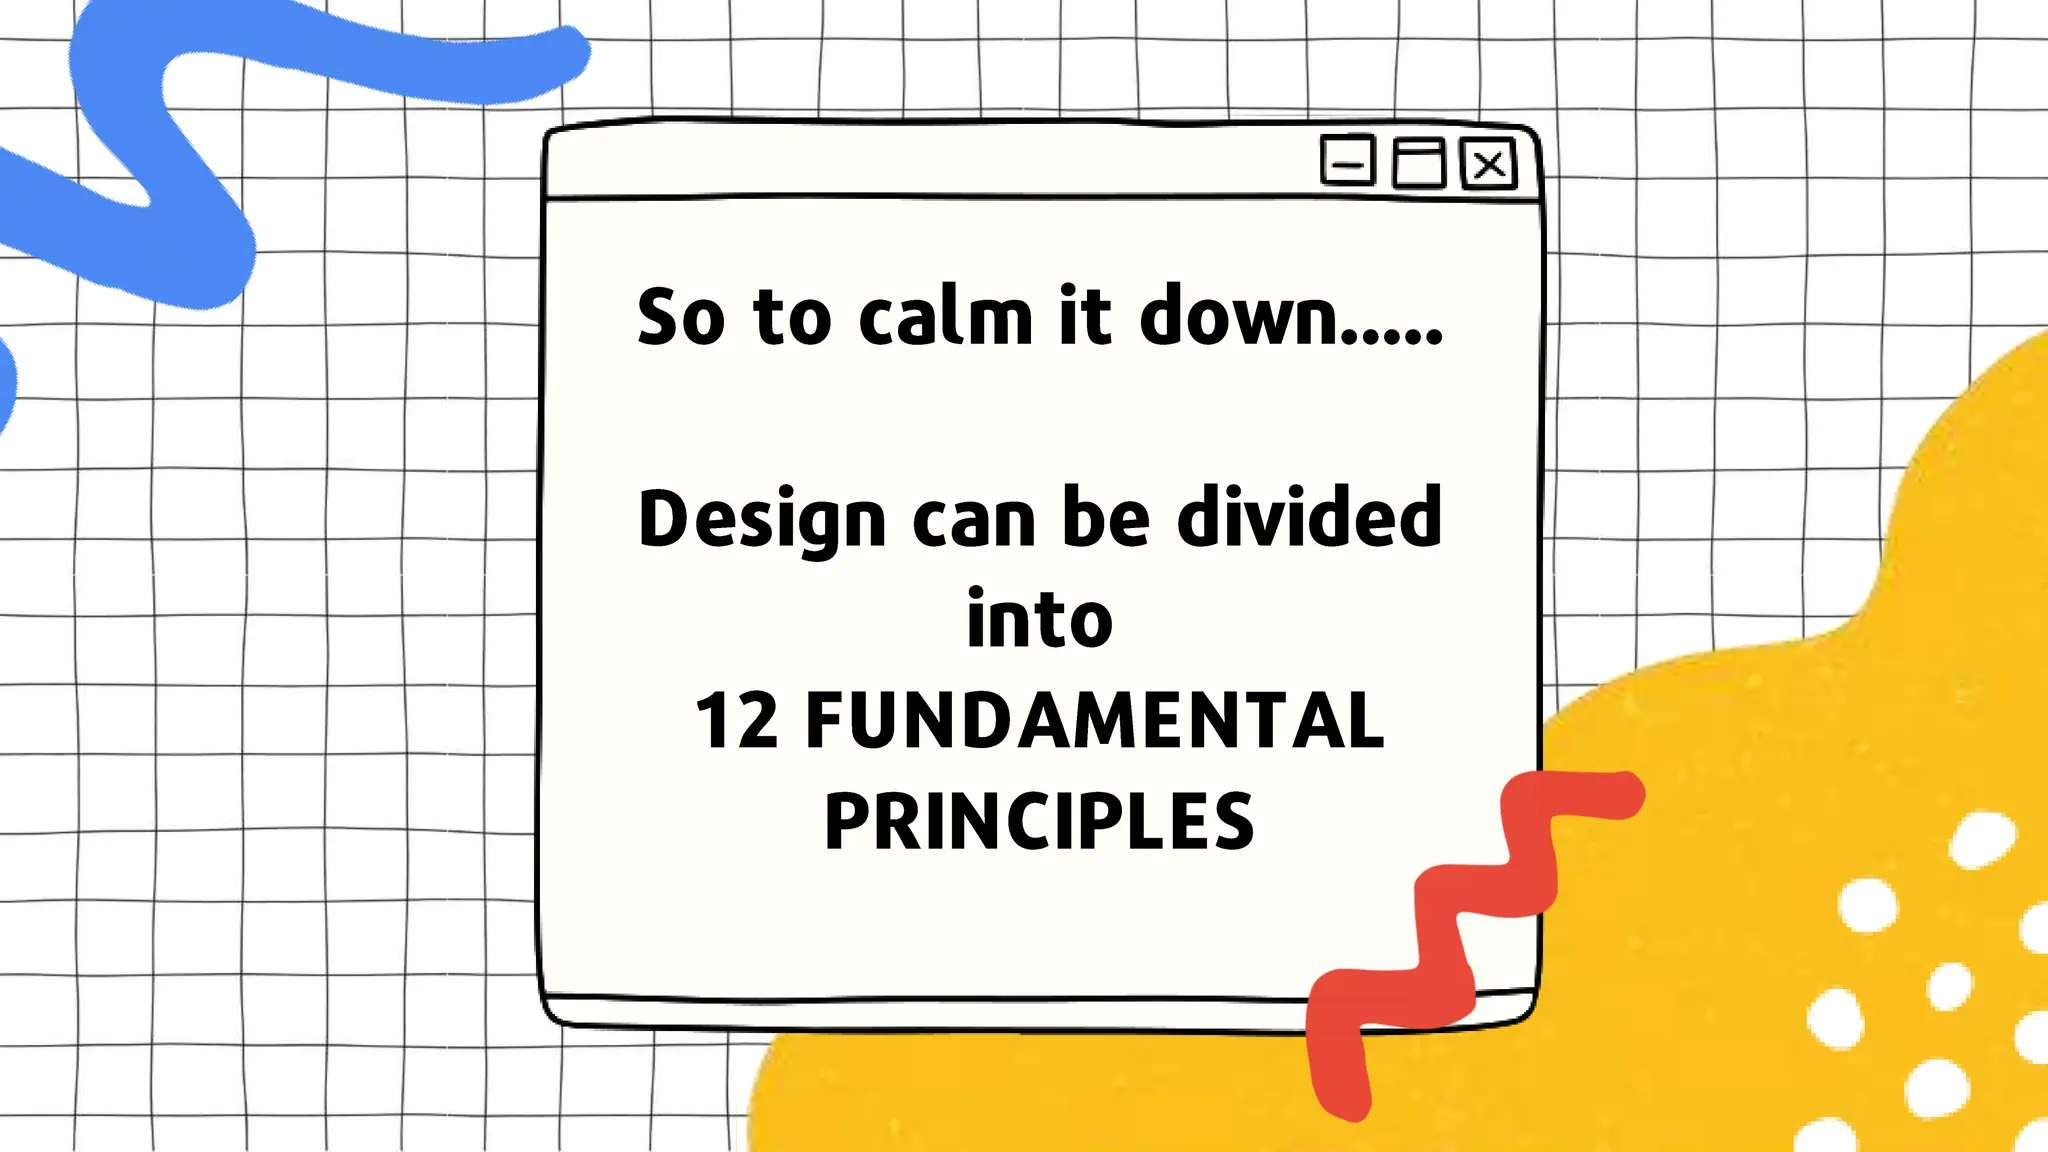 So to calm it down.....
Design can be divided
into
12 FUNDAMENTAL
PRINCIPLES